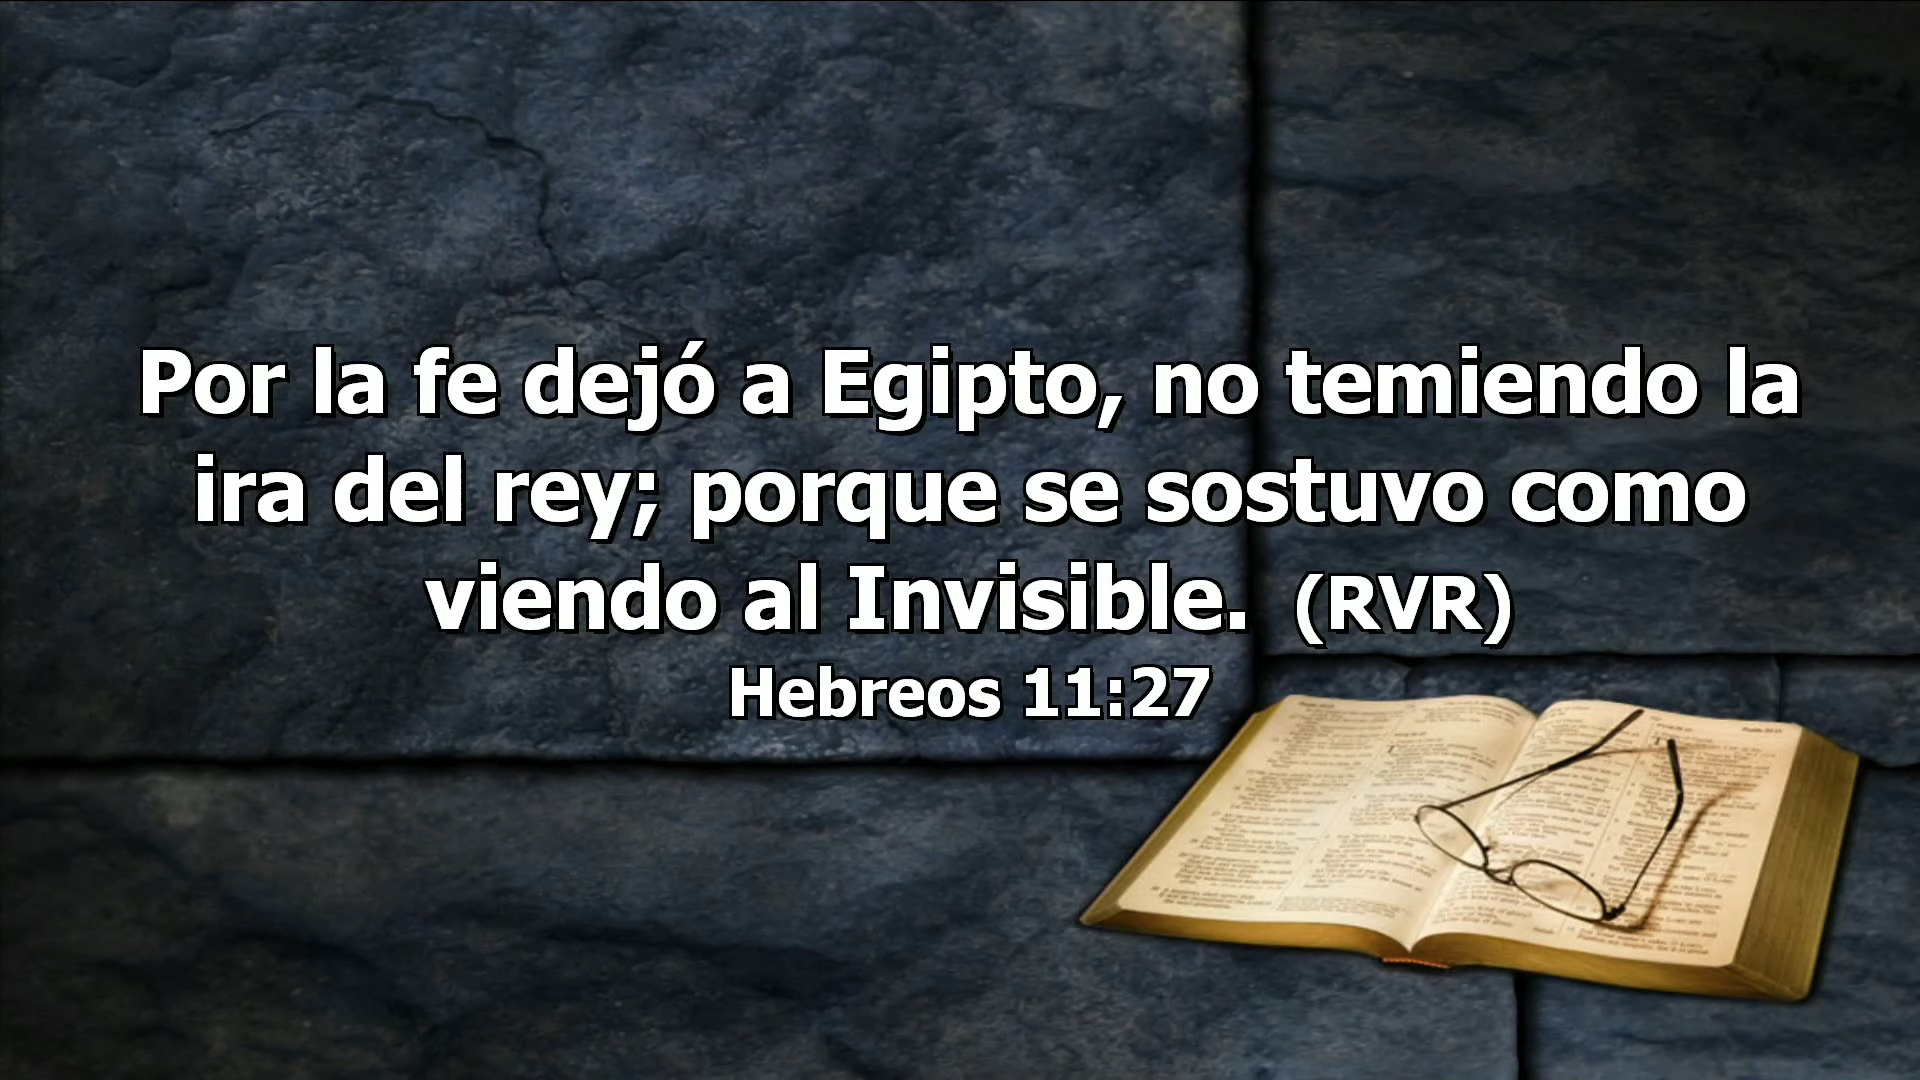 Por la fe dejó a Egipto, no temiendo la
ira del rey; porque se sostuvo como
viendo al Invisible. (RVR)
Hebreos 11:27